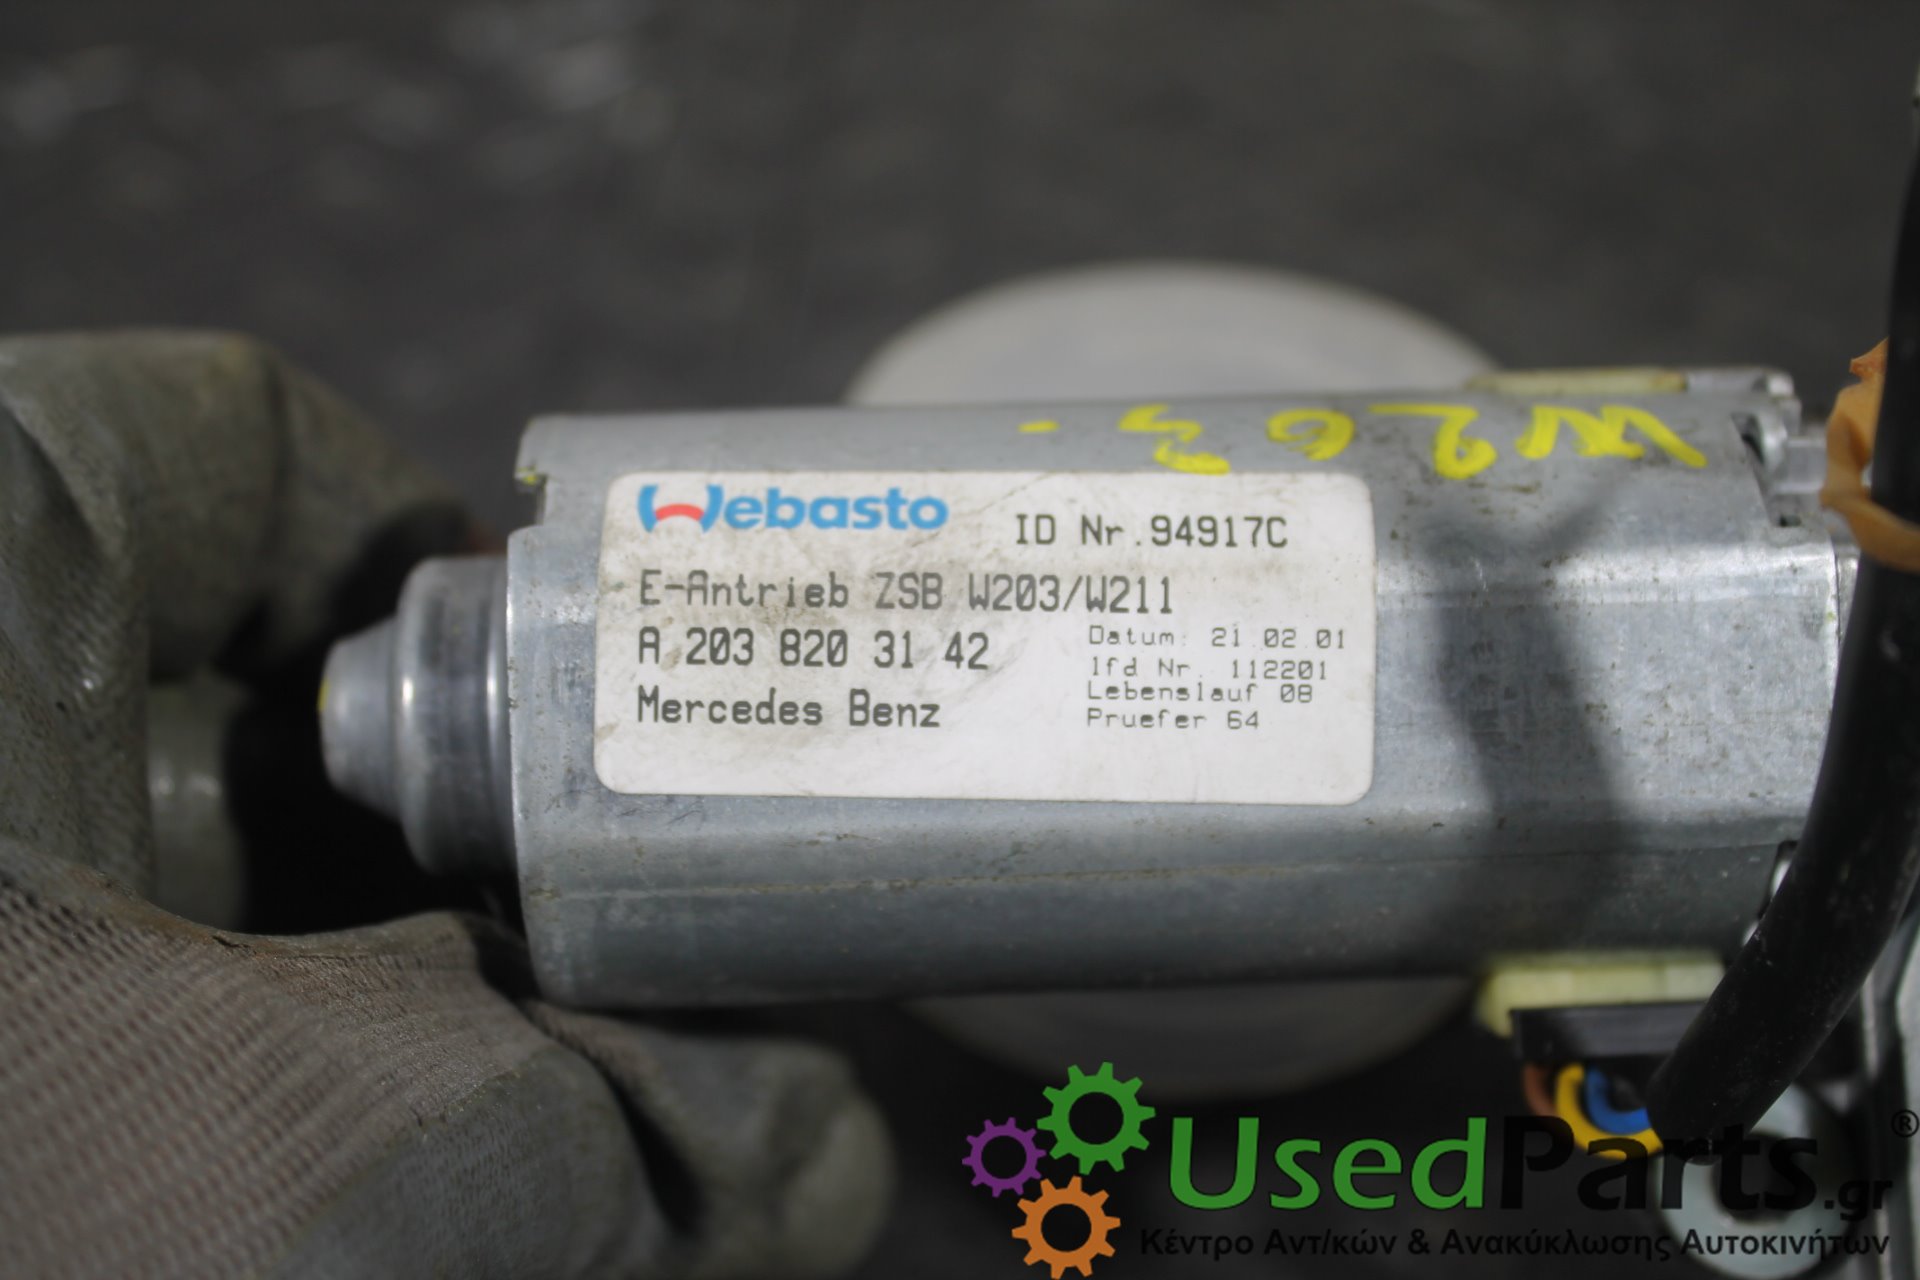 W203-
Webasto
ID Nr.94917C
E-Antrieb ZSB W203/W211
A 203 820 31 42
Mercedes Benz
Datum: 21.02.01
lfd Nr. 112201
Lebenslauf 08
Pruefer 64
UsedParts.gr®
Κέντρο Αντ/κών & Ανακύκλωσης Αυτοκινήτων